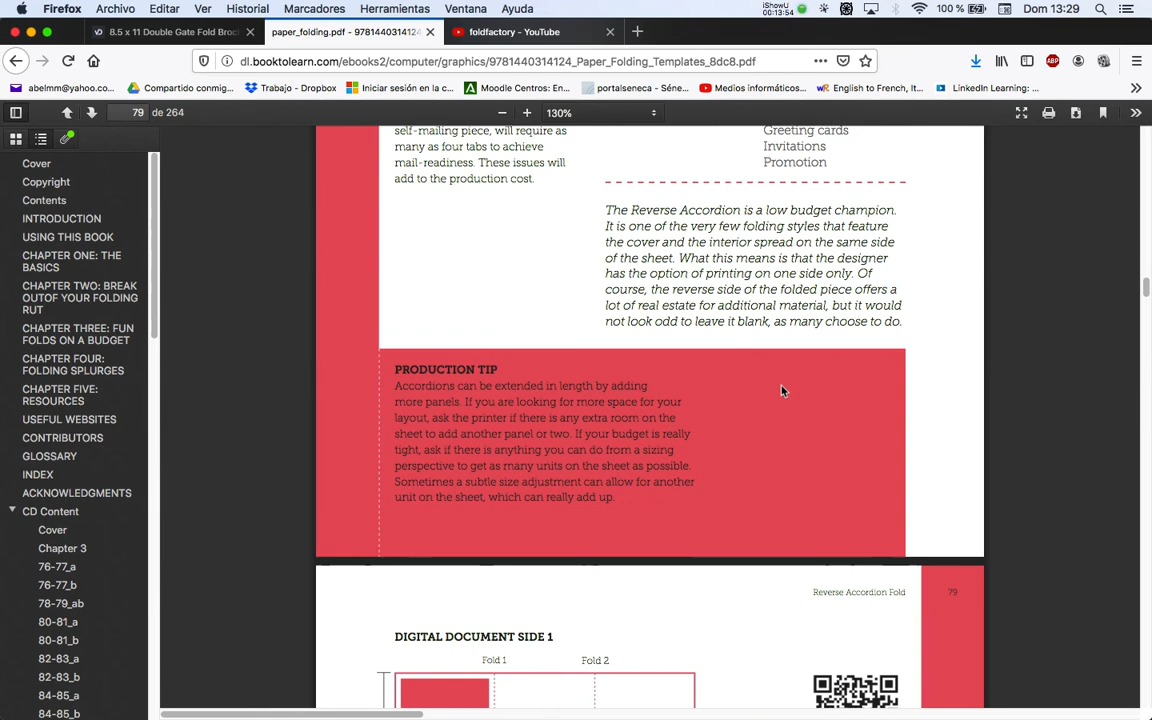 Firefox Archivo Editar Ver Historial Marcadores Herramientas Ventana Ayuda iShowU 00:13:54 100 % Dom 13:29
8.5 x 11 Double Gate Fold Broc
paper_folding.pdf - 978144031412
foldfactory - YouTube
dl.booktolearn.com/ebooks2/computer/graphics/9781440314124_Paper_Folding_Templates_8dc8.pdf
abelmm@yahoo.co... Compartido conmig... Trabajo - Dropbox Iniciar sesión en la c... Moodle Centros: En... portalseneca - Séne... Medios informáticos... English to French, It... LinkedIn Learning: ...
79 de 264
130%
Cover
Copyright
Contents
INTRODUCTION
USING THIS BOOK
CHAPTER ONE: THE
BASICS
CHAPTER TWO: BREAK
OUTOF YOUR FOLDING
RUT
CHAPTER THREE: FUN
FOLDS ON A BUDGET
CHAPTER FOUR:
FOLDING SPLURGES
CHAPTER FIVE:
RESOURCES
USEFUL WEBSITES
CONTRIBUTORS
GLOSSARY
INDEX
ACKNOWLEDGMENTS
CD Content
Cover
Chapter 3
76-77_a
76-77_b
78-79_ab
80-81_a
80-81_b
82-83_a
82-83_b
84-85_a
84-85_b
self-mailing piece, will require as
many as four tabs to achieve
mail-readiness. These issues will
add to the production cost.
Greeting cards
Invitations
Promotion
The Reverse Accordion is a low budget champion.
It is one of the very few folding styles that feature
the cover and the interior spread on the same side
of the sheet. What this means is that the designer
has the option of printing on one side only. Of
course, the reverse side of the folded piece offers a
lot of real estate for additional material, but it would
not look odd to leave it blank, as many choose to do.
PRODUCTION TIP
Accordions can be extended in length by adding
more panels. If you are looking for more space for your
layout, ask the printer if there is any extra room on the
sheet to add another panel or two. If your budget is really
tight, ask if there is anything you can do from a sizing
perspective to get as many units on the sheet as possible.
Sometimes a subtle size adjustment can allow for another
unit on the sheet, which can really add up.
Reverse Accordion Fold 79
DIGITAL DOCUMENT SIDE 1
Fold 1 Fold 2